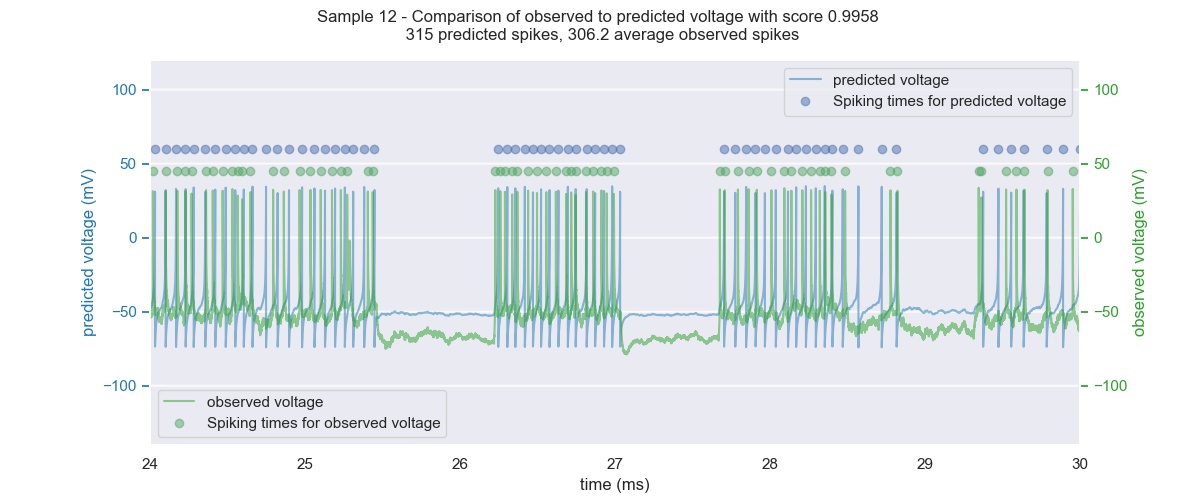 Sample 12 - Comparison of observed to predicted voltage with score 0.9958
315 predicted spikes, 306.2 average observed spikes
predicted voltage
Spiking times for predicted voltage
100
50
0
−50
−100
predicted voltage (mV)
100
50
0
−50
−100
observed voltage (mV)
observed voltage
Spiking times for observed voltage
24 25 26 27 28 29 30
time (ms)